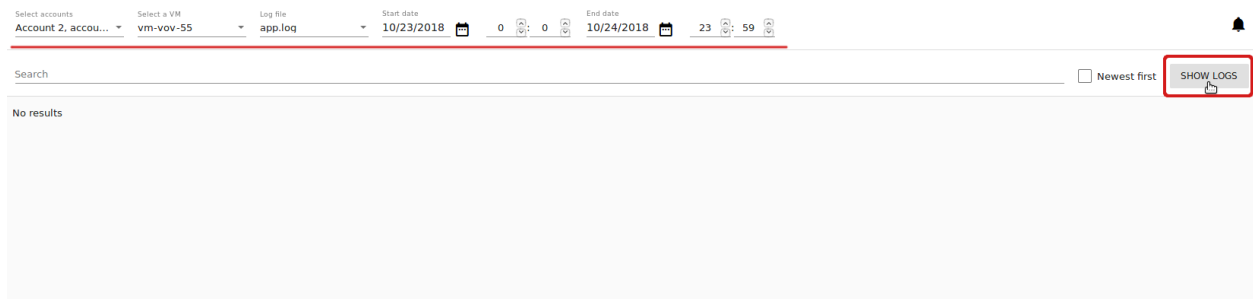 Select accounts Select a VM Log file Start date End date
Account 2, accou... vm-vov-55 app.log 10/23/2018 0 : 0 10/24/2018 23 : 59
Search Newest first SHOW LOGS
No results